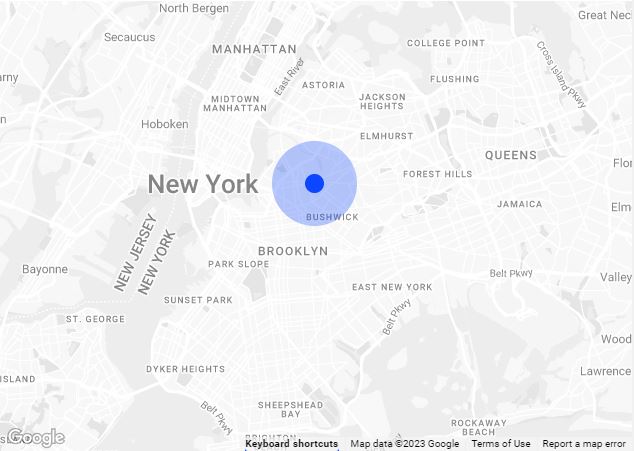 North Bergen
Great Nec
Secaucus
MANHATTAN
COLLEGE POINT
East River
Cross Island Pkwy
arny
ASTORIA
FLUSHING
MIDTOWN
MANHATTAN
JACKSON
HEIGHTS
Hoboken
ELMHURST
QUEENS
Flor
New York
FOREST HILLS
JAMAICA
Elm
BUSHWICK
NEW JERSEY
NEW YORK
BROOKLYN
PARK SLOPE
Bayonne
Belt Pkwy
Valley
EAST NEW YORK
SUNSET PARK
ST. GEORGE
Belt Pkwy
Wood
DYKER HEIGHTS
Lawrence
ISLAND
Belt Pkwy
SHEEPSHEAD
BAY
ROCKAWAY
BEACH
BRIGHTON
Google
Keyboard shortcuts
Map data ©2023 Google
Terms of Use
Report a map error